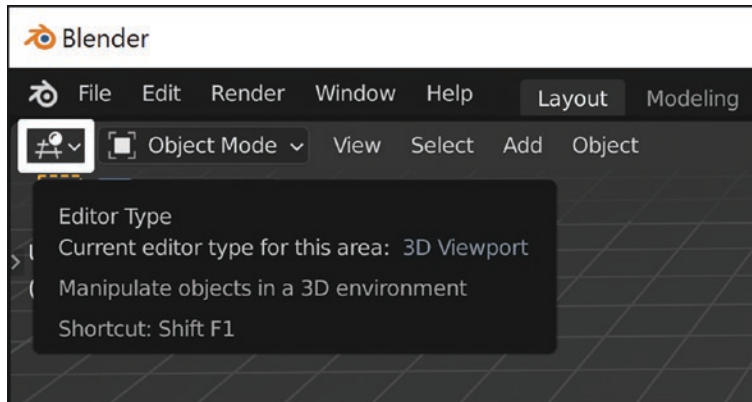 Blender
File Edit Render Window Help Layout Modeling
Object Mode View Select Add Object
Editor Type
Current editor type for this area: 3D Viewport
Manipulate objects in a 3D environment
Shortcut: Shift F1